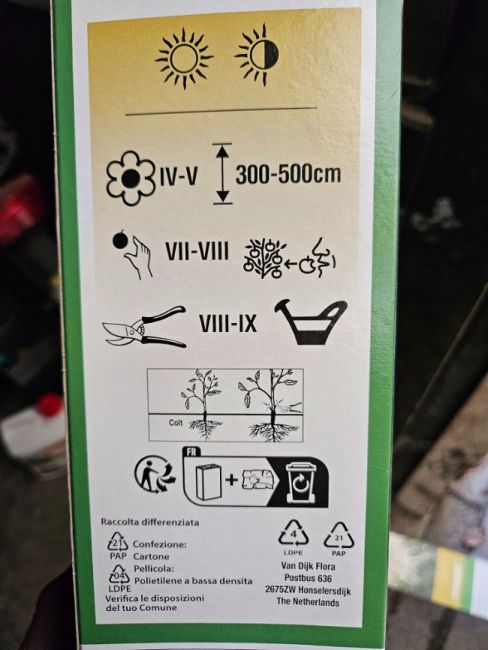 IV-V 300-500cm
VII-VIII
VIII-IX
Colt
FR
+
Raccolta differenziata
21 PAP Confezione: Cartone
04 LDPE Pellicola: Polietilene a bassa densità
Verifica le disposizioni
del tuo Comune
4 LDPE 21 PAP
Van Dijk Flora
Postbus 636
2675ZW Honselersdijk
The Netherlands